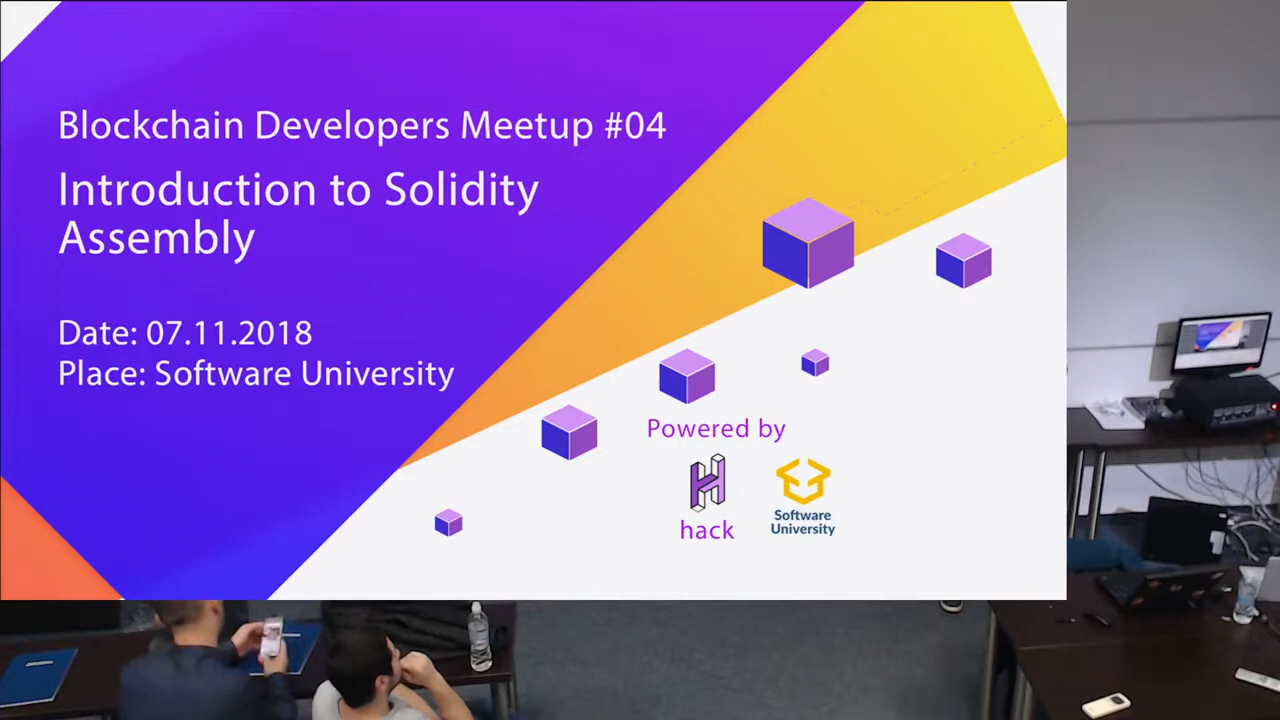 Blockchain Developers Meetup #04
Introduction to Solidity
Assembly
Date: 07.11.2018
Place: Software University
Powered by
hack
Software
University